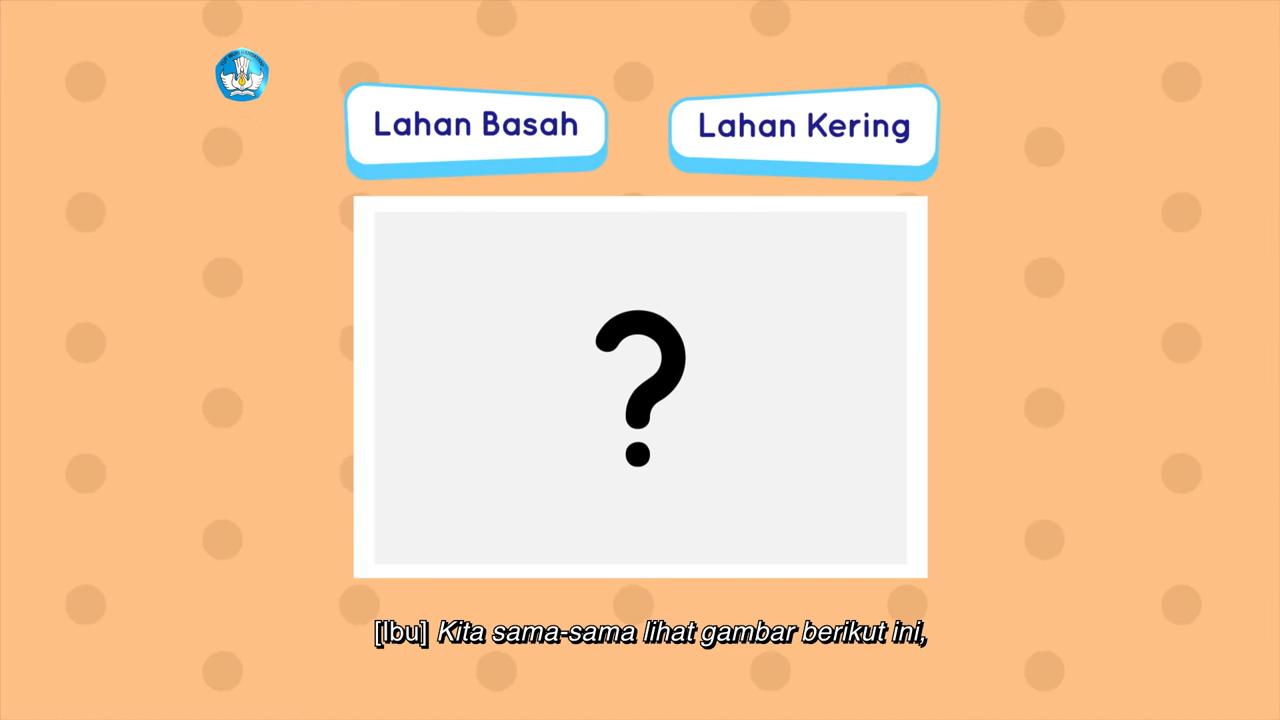 Lahan Basah
Lahan Kering
?
[Ibu] Kita sama-sama lihat gambar berikut ini,